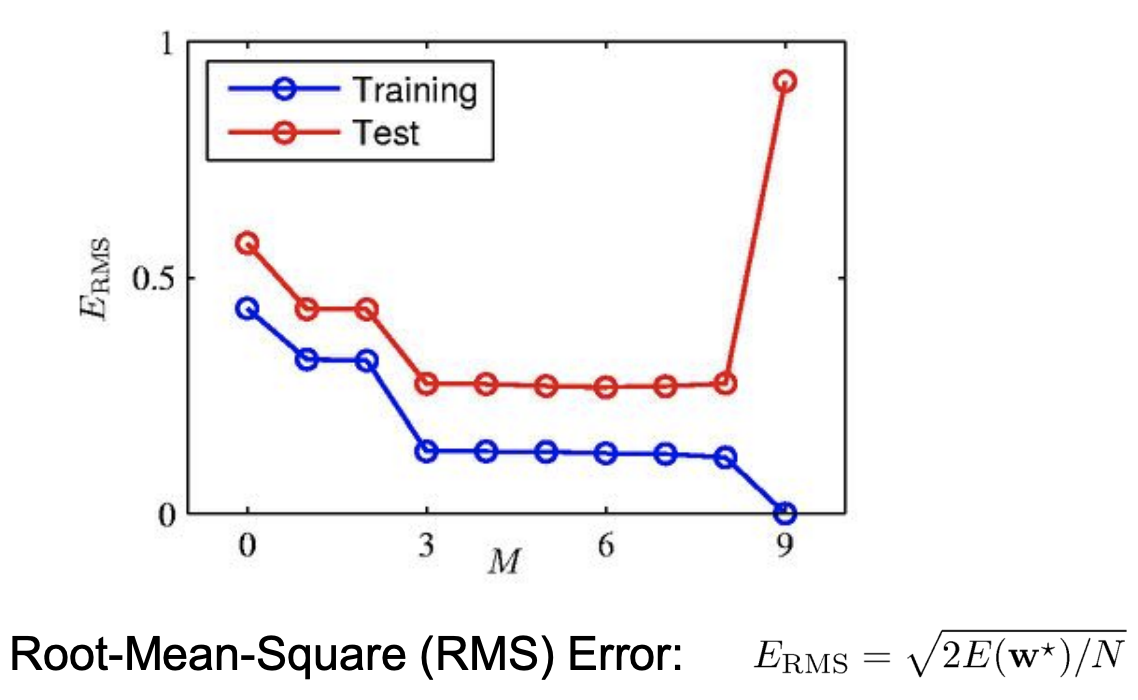 1
Training
Test
E_RMS
0.5
0
0 3 6 9
M
Root-Mean-Square (RMS) Error: E_RMS = √2E(w⋆)/N